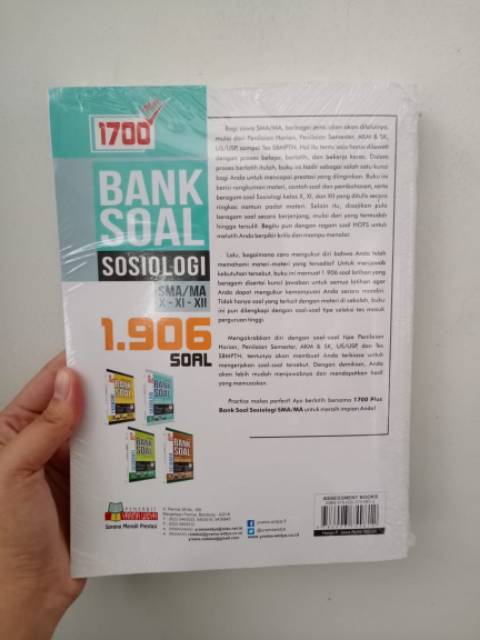 1700 Plus
BANK
SOAL
SOSIOLOGI
SMA/MA
X - XI - XII
1.906
SOAL
Bagi siswa SMA/MA, berbagai jenis ujian akan dilaluinya,
mulai dari Penilaian Harian, Penilaian Semester, AKM & SK,
US/USP, sampai Tes SBMPTN. Hal itu tentu saja harus dilewati
dengan proses belajar, berlatih, dan bekerja keras. Dalam
proses berlatih itulah, buku ini hadir sebagai salah satu kunci
bagi Anda untuk mencapai prestasi yang diinginkan. Buku ini
berisi rangkuman materi, contoh soal dan pembahasan, serta
beragam soal Sosiologi kelas X, XI, dan XII yang ditulis secara
ringkas namun padat materi. Selain itu, disajikan pula
beragam soal secara berjenjang, mulai dari yang termudah
hingga tersulit. Begitu pun dengan ragam soal HOTS untuk
melatih Anda berpikir kritis dan mampu menalar.
Lalu, bagaimana cara mengukur diri bahwa Anda telah
memahami materi-materi yang tersedia? Untuk menjawab
kebutuhan tersebut, buku ini memuat 1.906 soal latihan yang
beragam disertai kunci jawaban untuk semua latihan agar
Anda dapat mengukur kemampuan Anda secara mandiri.
Tidak hanya soal yang terkait dengan materi di sekolah, buku
ini pun dilengkapi dengan soal-soal tipe seleksi tes masuk
perguruan tinggi.
Mengakrabkan diri dengan soal-soal tipe Penilaian
Harian, Penilaian Semester, AKM & SK, US/USP, dan Tes
SBMPTN, tentunya akan membuat Anda terbiasa untuk
mengerjakan soal-soal tersebut. Dengan demikian, Anda
akan lebih mudah menjawabnya dan mendapatkan hasil
yang memuaskan.
Practice makes perfect! Ayo berlatih bersama 1700 Plus
Bank Soal Sosiologi SMA/MA untuk meraih impian Anda!
BANK
SOAL
BANK
SOAL
BANK
SOAL
BANK
SOAL
PENERBIT
YRAMA WIDYA
Sarana Meraih Prestasi
yrama-widya.co.id
ASSESSMENT BOOKS